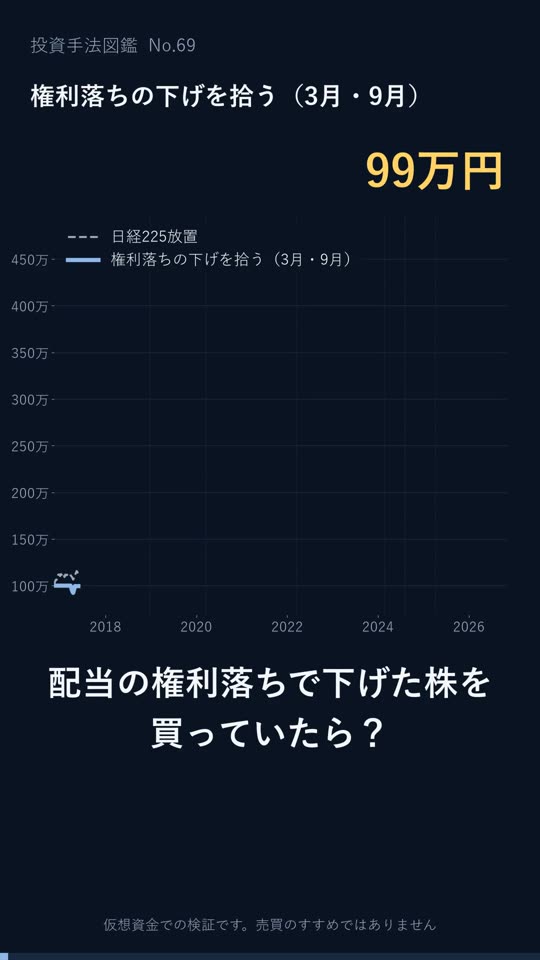 投資手法図鑑 No.69
権利落ちの下げを拾う（3月・9月）
99万円
日経225放置
権利落ちの下げを拾う（3月・9月）
450万
400万
350万
300万
250万
200万
150万
100万
2018 2020 2022 2024 2026
配当の権利落ちで下げた株を
買っていたら？
仮想資金での検証です。売買のすすめではありません